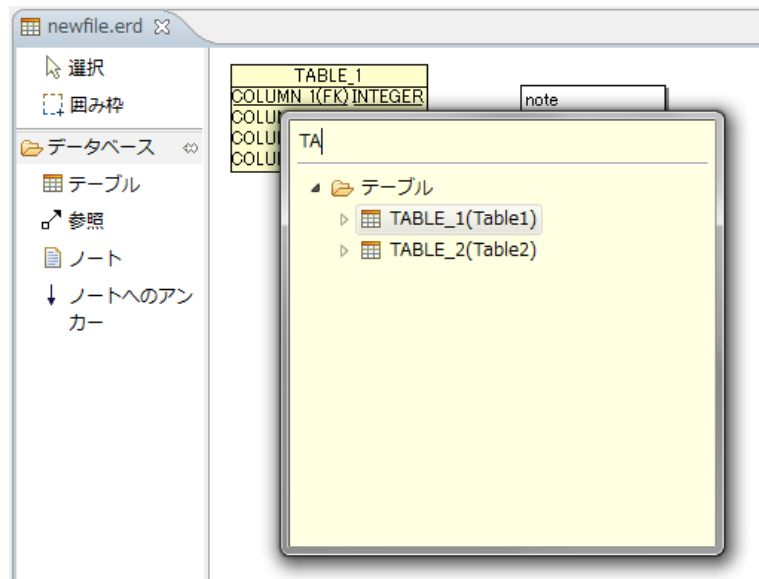 newfile.erd
選択
囲み枠
データベース
テーブル
参照
ノート
ノートへのアン
カー
TABLE_1
COLUMN_1(FK) INTEGER
note
TA
テーブル
TABLE_1(Table1)
TABLE_2(Table2)